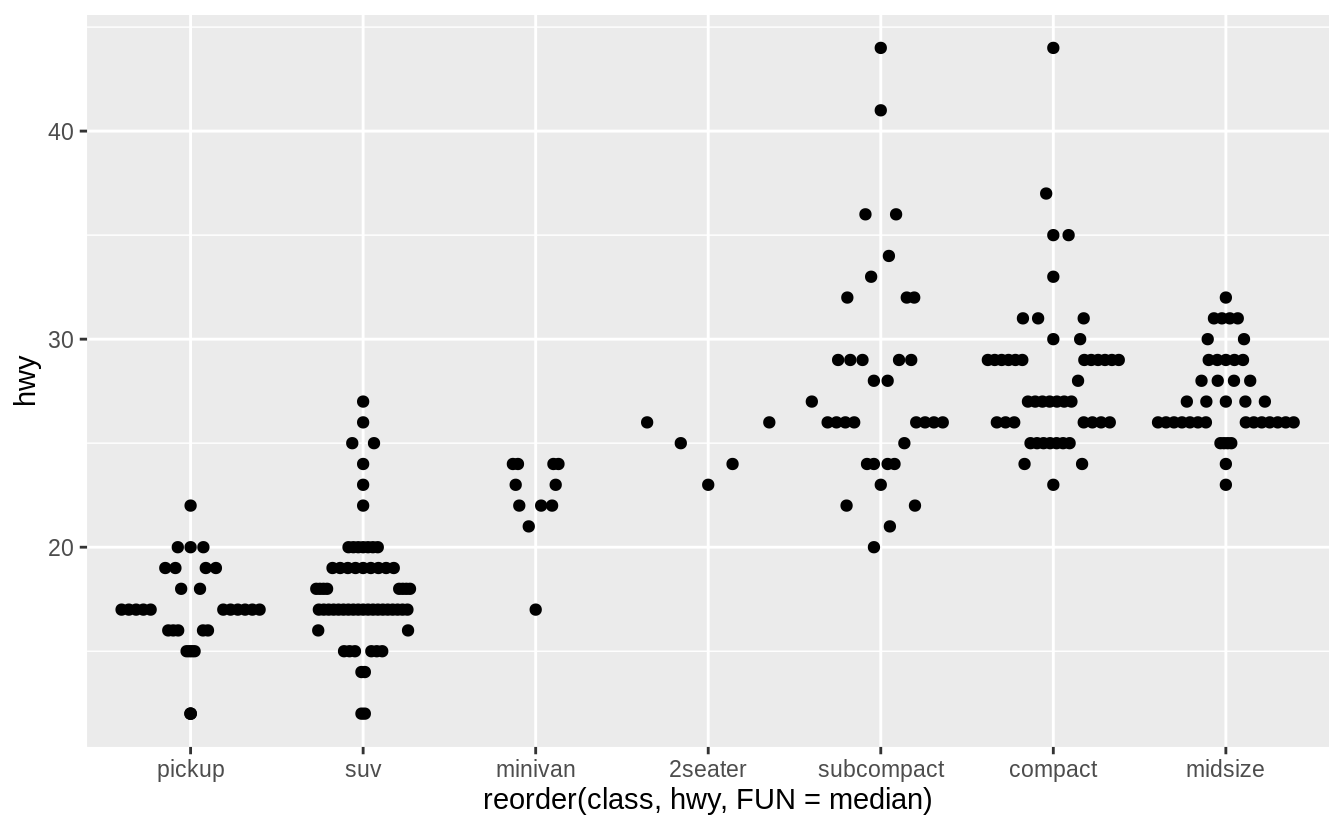 hwy
40
30
20
pickup suv minivan 2seater subcompact compact midsize
reorder(class, hwy, FUN = median)